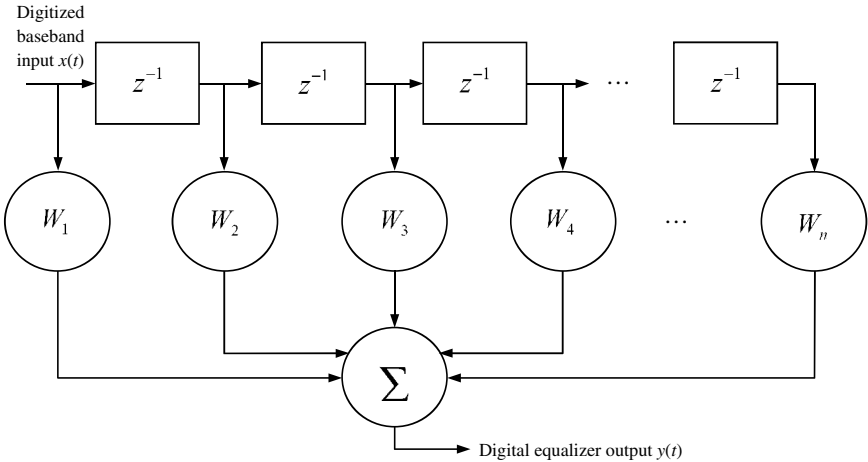 Digitized
baseband
input x(t)
z⁻¹
z⁻¹
z⁻¹
...
z⁻¹
W₁
W₂
W₃
W₄
...
Wₙ
Σ
Digital equalizer output y(t)